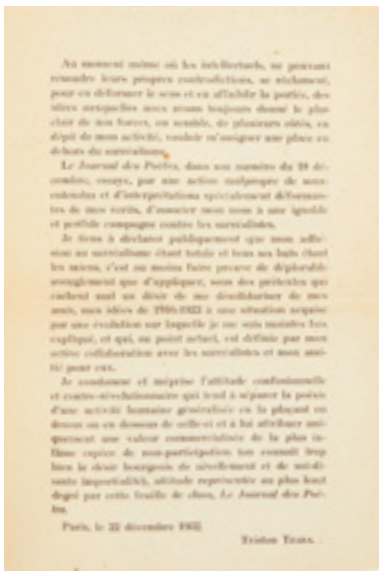 Au moment même où les intellectuels, ne pouvant
résoudre leurs propres contradictions, se réclament,
pour en déformer le sens et en affaiblir la portée, des
idées auxquelles nous avons toujours donné le plus
clair de nos forces, on semble, de plusieurs côtés, en
dépit de mon activité, vouloir m'assigner une place en
dehors du surréalisme.
Le Journal des Poètes, dans son numéro du 18 dé-
cembre, essaye, par une action malpropre de sous-
entendus et d'interprétations spécialement déforman-
tes de mes écrits, d'associer mon nom à une ignoble
et perfide campagne contre les surréalistes.
Je tiens à déclarer publiquement que mon adhé-
sion au surréalisme étant totale et tous ses buts étant
les miens, c'est au moins faire preuve de déplorable
aveuglement que d'appliquer, sous des prétextes qui
cachent mal un désir de me désolidariser de mes
amis, mes idées de 1916-1922 à une situation acquise
par une évolution sur laquelle je me suis maintes fois
expliqué, et qui, au point actuel, est définie par mon
active collaboration avec les surréalistes et mon ami-
tié pour eux.
Je condamne et méprise l'attitude confusionnelle
et contre-révolutionnaire qui tend à séparer la poésie
d'une activité humaine généralisée en la plaçant en
dessus ou en dessous de celle-ci et à lui attribuer uni-
quement une valeur commercialisée de la plus in-
fime espèce de non-participation (on connaît trop
bien le désir bourgeois de nivellement et de soi-di-
sante impartialité), attitude représentée au plus haut
degré par cette feuille de choux, Le Journal des Poè-
tes.
Paris, le 22 décembre 1932.
Tristan Tzara.